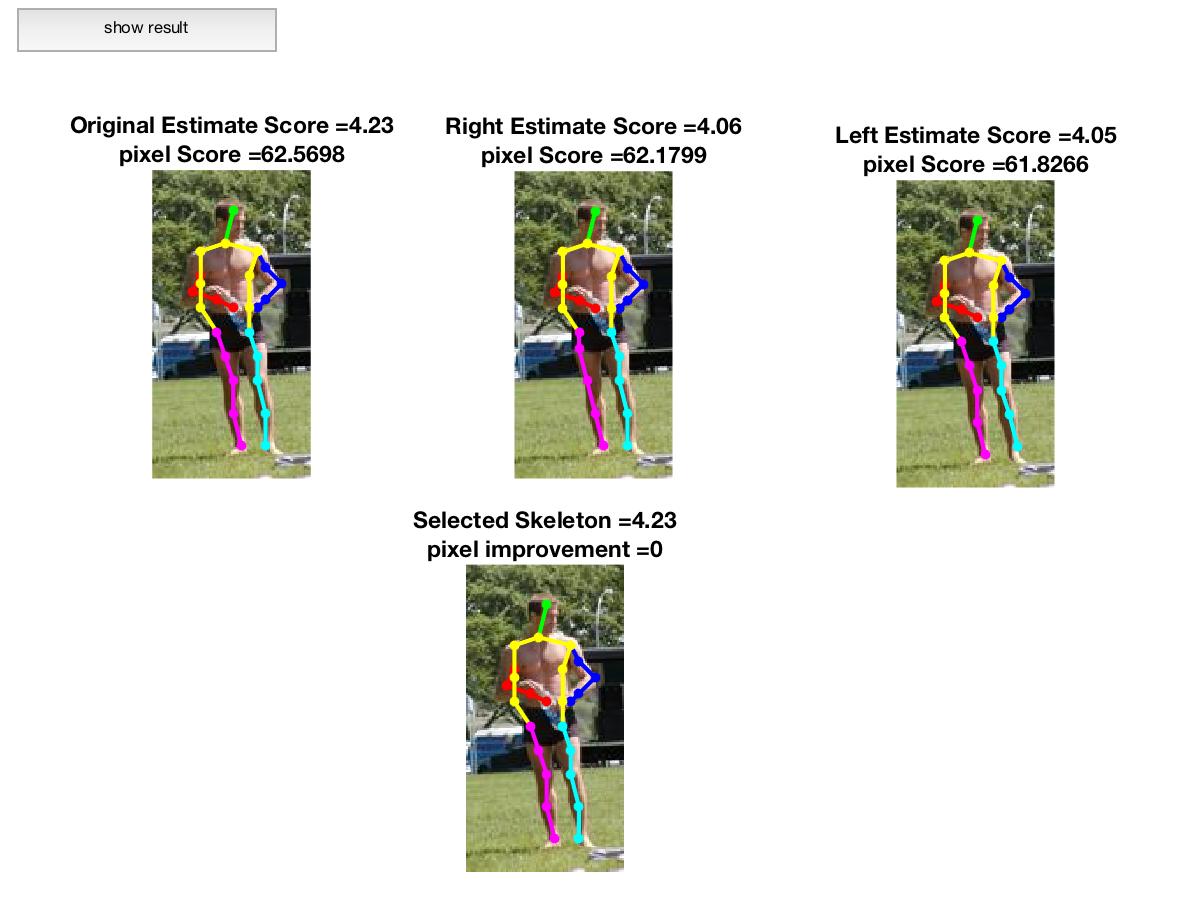 show result
Original Estimate Score =4.23
pixel Score =62.5698
Right Estimate Score =4.06
pixel Score =62.1799
Left Estimate Score =4.05
pixel Score =61.8266
Selected Skeleton =4.23
pixel improvement =0